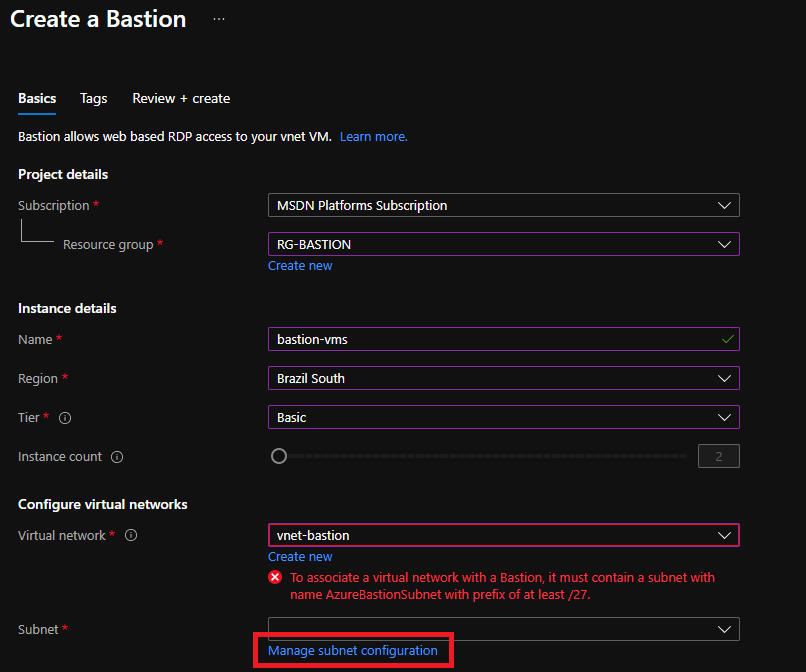 Create a Bastion ...
Basics Tags Review + create
Bastion allows web based RDP access to your vnet VM. Learn more.
Project details
Subscription * MSDN Platforms Subscription
Resource group * RG-BASTION
Create new
Instance details
Name * bastion-vms
Region * Brazil South
Tier * Basic
Instance count 2
Configure virtual networks
Virtual network * vnet-bastion
Create new
To associate a virtual network with a Bastion, it must contain a subnet with
name AzureBastionSubnet with prefix of at least /27.
Subnet *
Manage subnet configuration